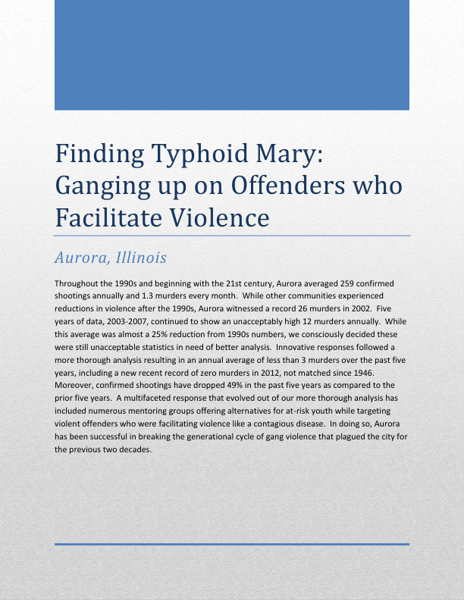 Finding Typhoid Mary:
Ganging up on Offenders who
Facilitate Violence
Aurora, Illinois
Throughout the 1990s and beginning with the 21st century, Aurora averaged 259 confirmed
shootings annually and 1.3 murders every month.  While other communities experienced
reductions in violence after the 1990s, Aurora witnessed a record 26 murders in 2002.  Five
years of data, 2003-2007, continued to show an unacceptably high 12 murders annually.  While
this average was almost a 25% reduction from 1990s numbers, we consciously decided these
were still unacceptable statistics in need of better analysis.  Innovative responses followed a
more thorough analysis resulting in an annual average of less than 3 murders over the past five
years, including a new recent record of zero murders in 2012, not matched since 1946.
Moreover, confirmed shootings have dropped 49% in the past five years as compared to the
prior five years.  A multifaceted response that evolved out of our more thorough analysis has
included numerous mentoring groups offering alternatives for at-risk youth while targeting
violent offenders who were facilitating violence like a contagious disease.  In doing so, Aurora
has been successful in breaking the generational cycle of gang violence that plagued the city for
the previous two decades.